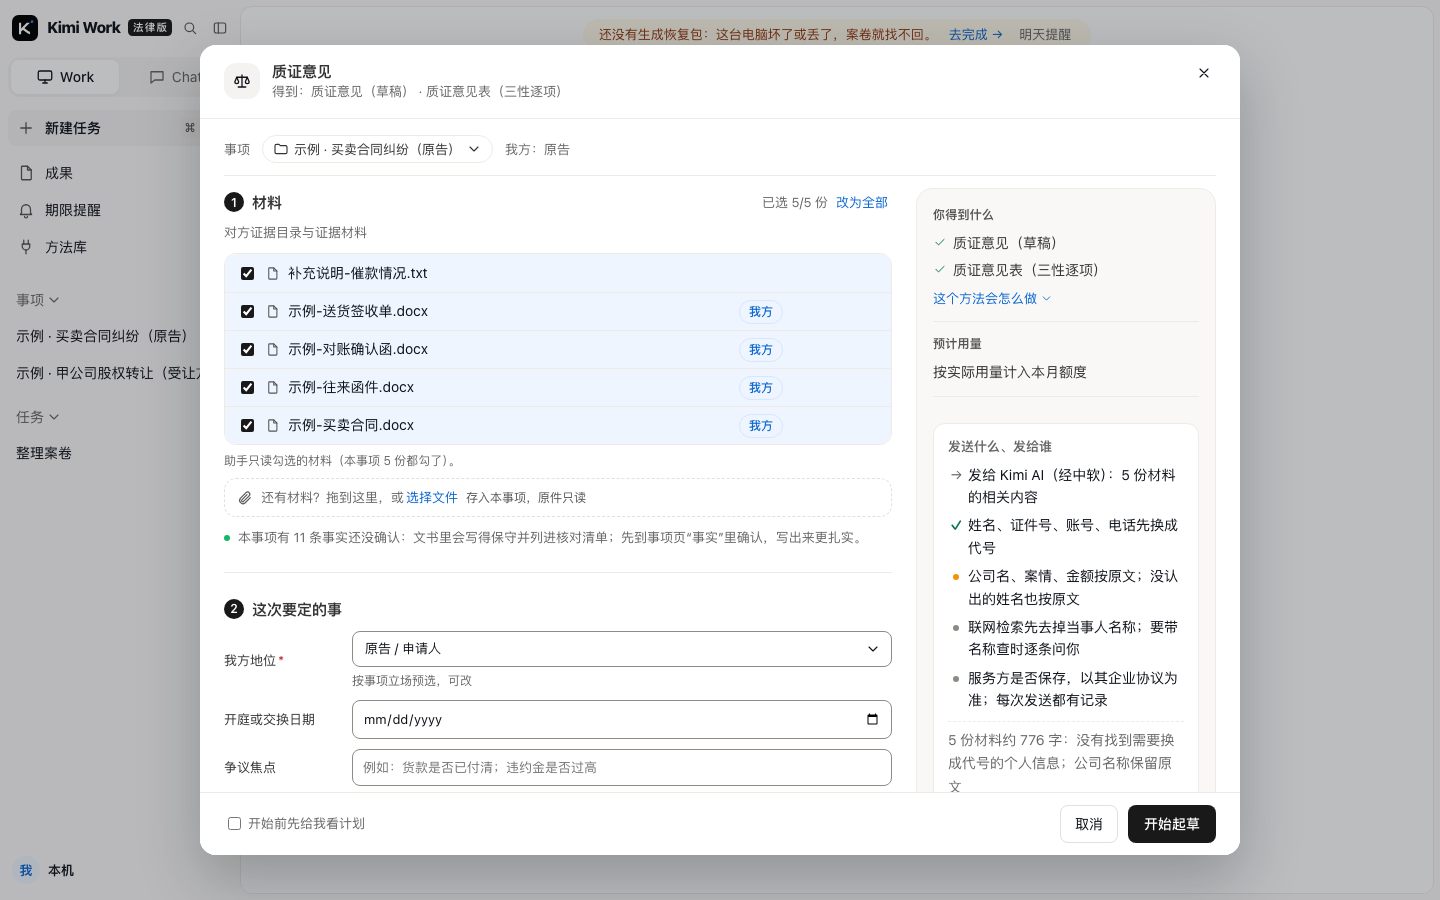 Kimi Work 法律版
还没有生成恢复包：这台电脑坏了或丢了，案卷就找不回。 去完成 → 明天提醒
Work
Chat
新建任务 ⌘
成果
期限提醒
方法库
事项
示例 · 买卖合同纠纷（原告）
示例 · 甲公司股权转让（受让方
任务
整理案卷
我 本机
质证意见
得到：质证意见（草稿） · 质证意见表（三性逐项）
事项 示例 · 买卖合同纠纷（原告） 我方：原告
1 材料 已选 5/5 份 改为全部
对方证据目录与证据材料
补充说明-催款情况.txt
示例-送货签收单.docx 我方
示例-对账确认函.docx 我方
示例-往来函件.docx 我方
示例-买卖合同.docx 我方
助手只读勾选的材料（本事项 5 份都勾了）。
还有材料？拖到这里，或 选择文件 存入本事项，原件只读
本事项有 11 条事实还没确认：文书里会写得保守并列进核对清单；先到事项页“事实”里确认，写出来更扎实。
2 这次要定的事
我方地位 * 原告 / 申请人
按事项立场预选，可改
开庭或交换日期 mm/dd/yyyy
争议焦点 例如：货款是否已付清；违约金是否过高
你得到什么
质证意见（草稿）
质证意见表（三性逐项）
这个方法会怎么做
预计用量
按实际用量计入本月额度
发送什么、发给谁
→ 发给 Kimi AI（经中软）：5 份材料
的相关内容
姓名、证件号、账号、电话先换成
代号
公司名、案情、金额按原文；没认
出的姓名也按原文
联网检索先去掉当事人名称；要带
名称查时逐条问你
服务方是否保存，以其企业协议为
准；每次发送都有记录
5 份材料约 776 字：没有找到需要换
成代号的个人信息；公司名称保留原
文
开始前先给我看计划
取消
开始起草